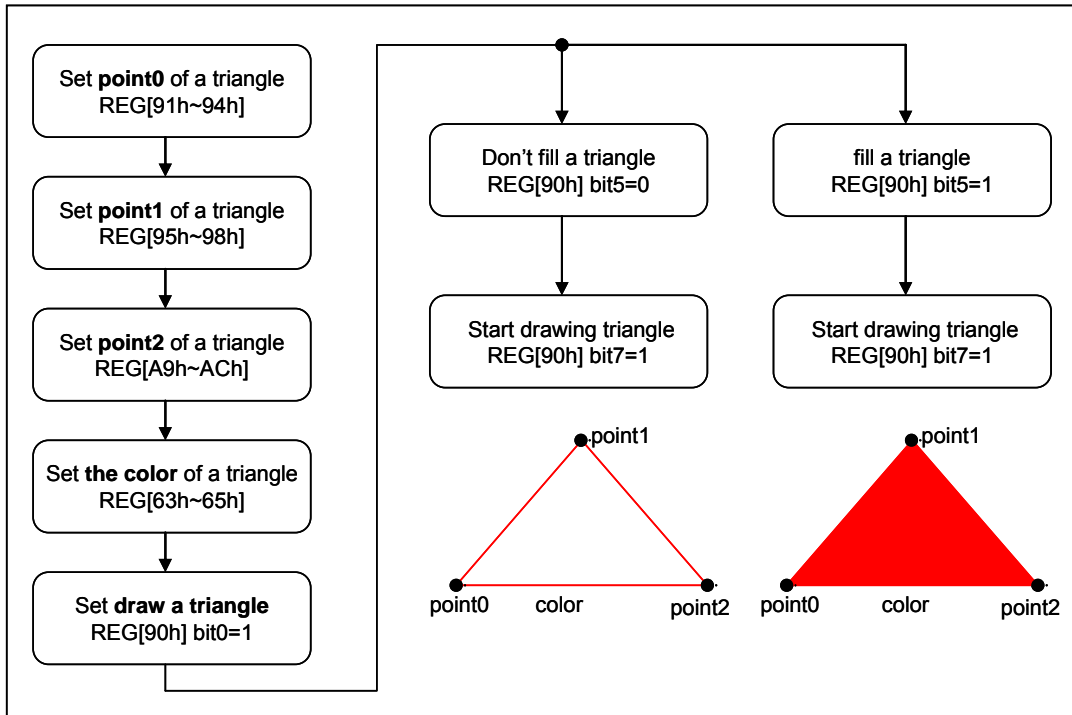 Set point0 of a triangle
REG[91h~94h]
Set point1 of a triangle
REG[95h~98h]
Set point2 of a triangle
REG[A9h~ACh]
Set the color of a triangle
REG[63h~65h]
Set draw a triangle
REG[90h] bit0=1
Don't fill a triangle
REG[90h] bit5=0
Start drawing triangle
REG[90h] bit7=1
point1
point0
color
point2
fill a triangle
REG[90h] bit5=1
Start drawing triangle
REG[90h] bit7=1
point1
point0
color
point2